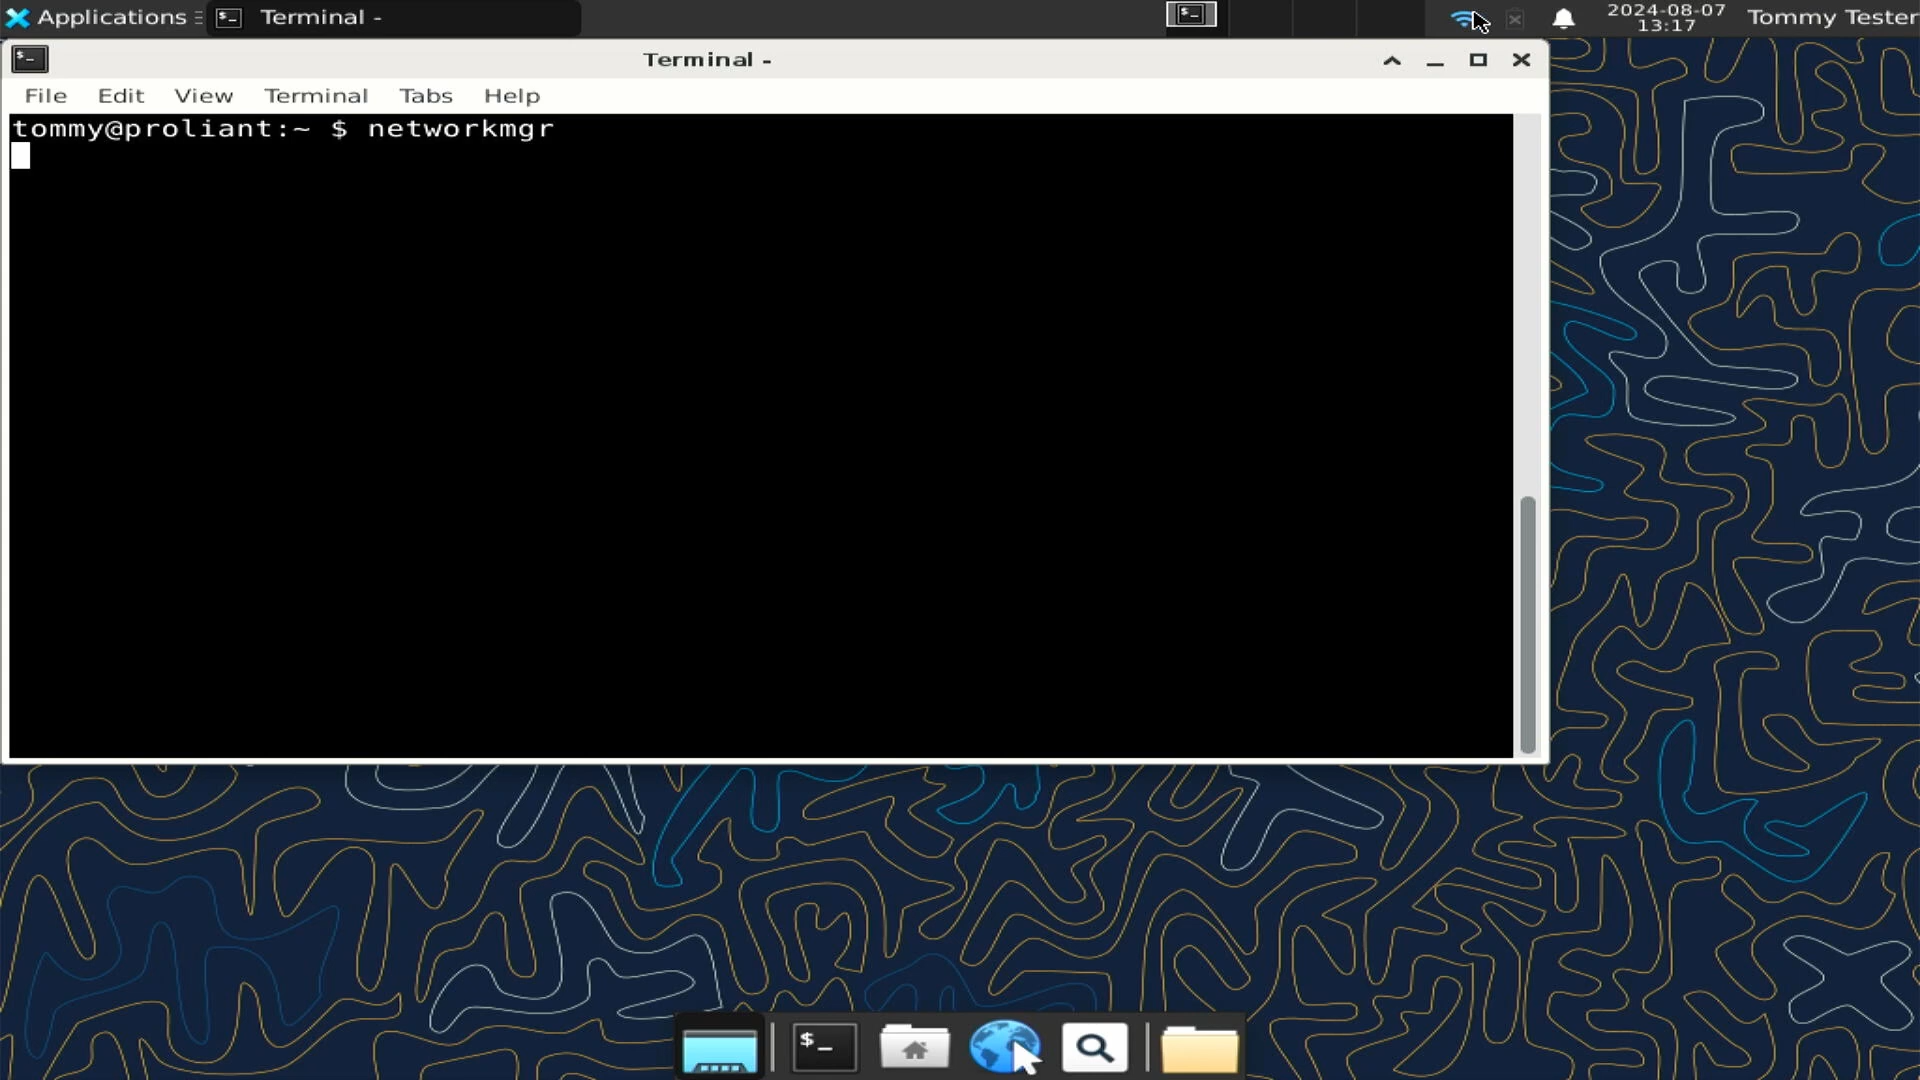 Applications
Terminal -
2024-08-07
13:17
Tommy Tester
Terminal -
File Edit View Terminal Tabs Help
tommy@proliant:~ $ networkmgr